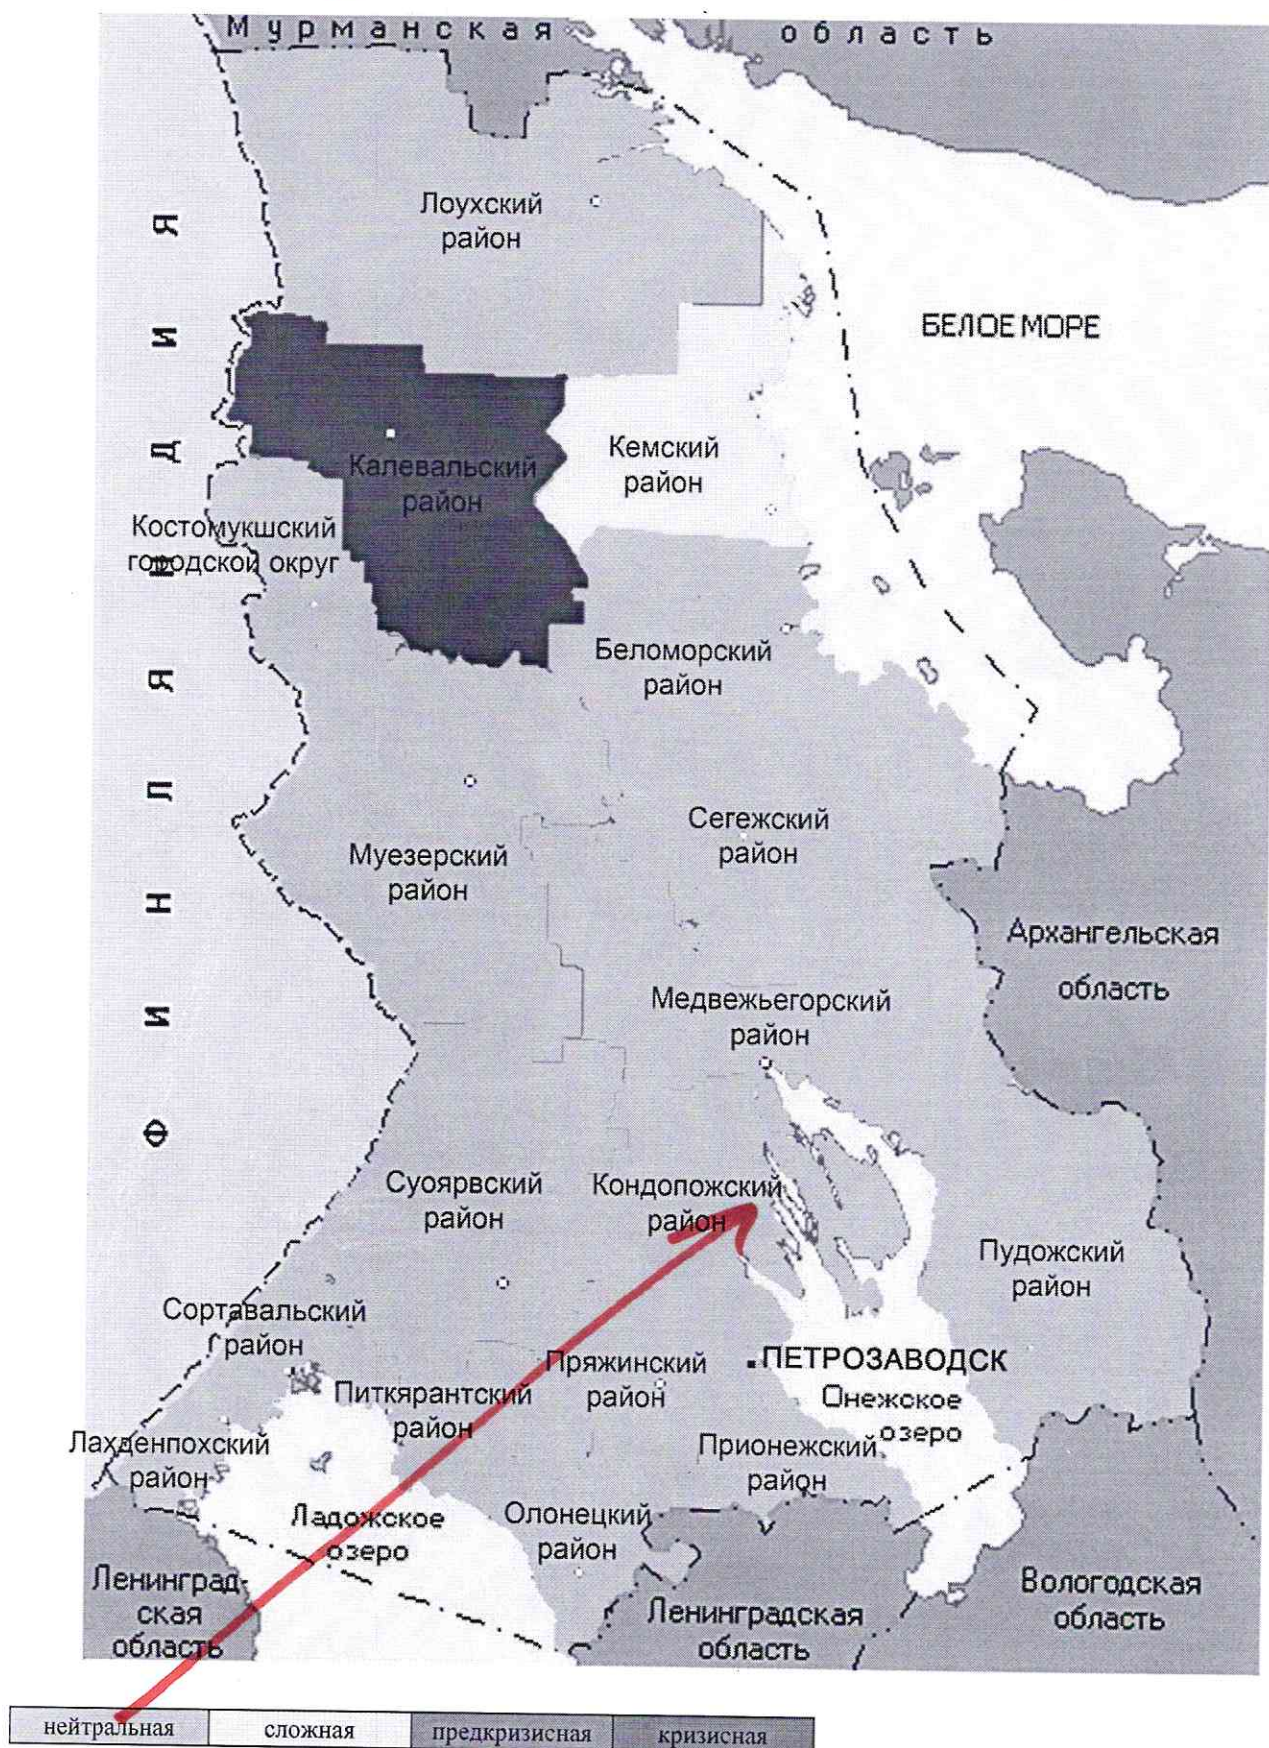 Мурманская область
Лоухский
район
БЕЛОЕ МОРЕ
ФИНЛЯНДИЯ
Кемский
район
Калевальский
район
Костомукшский
городской округ
Беломорский
район
Сегежский
район
Муезерский
район
Архангельская
область
Медвежьегорский
район
Суоярвский
район
Кондопожский
район
Пудожский
район
Сортавальский
район
ПЕТРОЗАВОДСК
Пряжинский
район
Онежское
озеро
Питкярантский
район
Лахденпохский
район
Прионежский
район
Ладожское
озеро
Олонецкий
район
Ленинград-
ская
область
Ленинградская
область
Вологодская
область
нейтральная сложная предкризисная кризисная